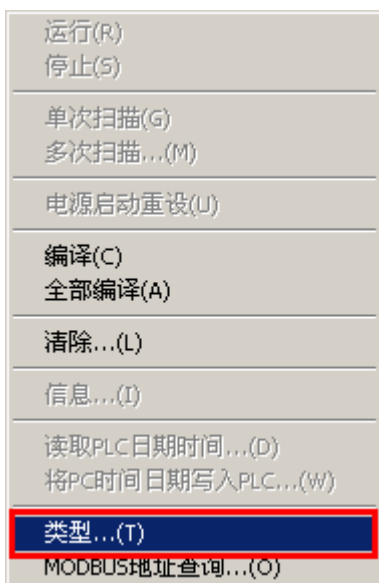 运行(R)
停止(S)
单次扫描(G)
多次扫描...(M)
电源启动重设(U)
编译(C)
全部编译(A)
清除...(L)
信息...(I)
读取PLC日期时间...(D)
将PC时间日期写入PLC...(W)
类型...(T)
MODBUS地址查询...(O)